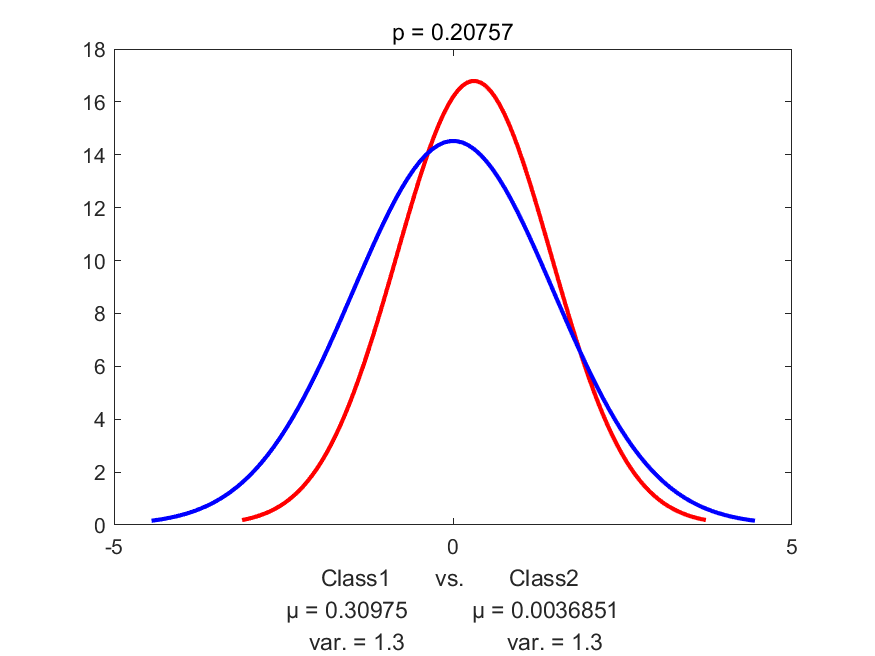 p = 0.20757
18
16
14
12
10
8
6
4
2
0
-5 0 5
Class1 vs. Class2
μ = 0.30975 μ = 0.0036851
var. = 1.3 var. = 1.3